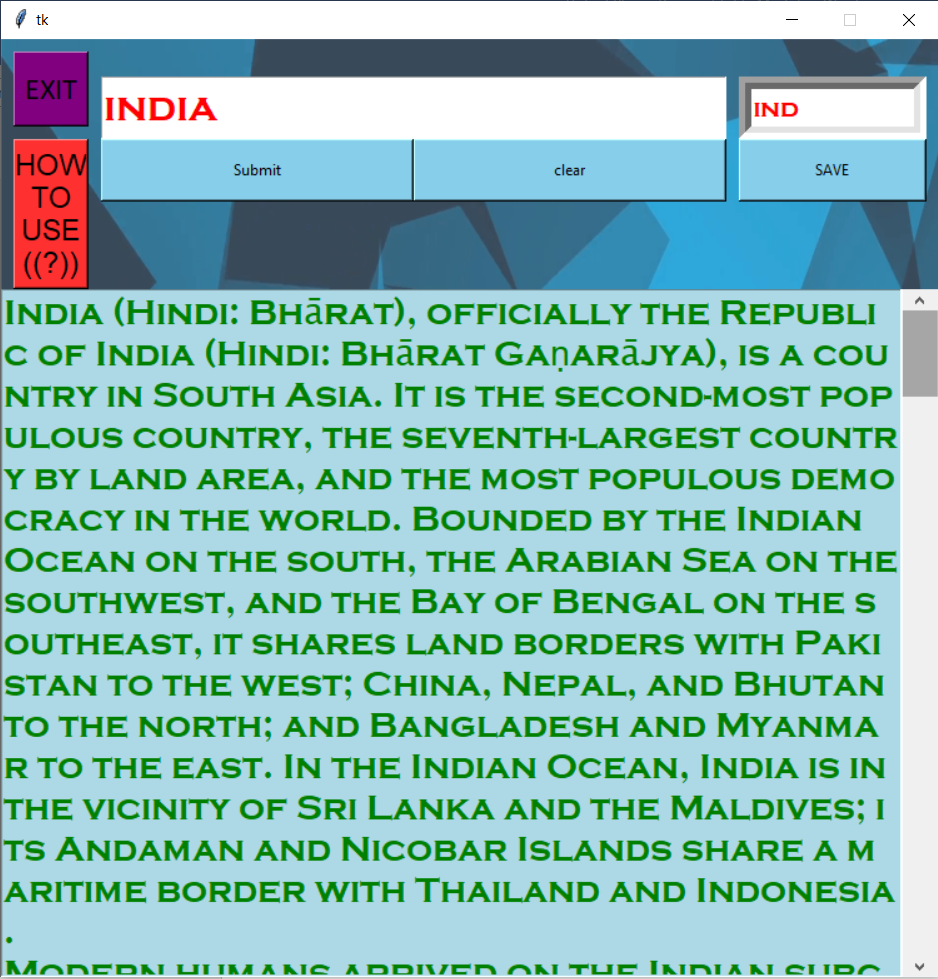 tk
EXIT
INDIA
IND
Submit
clear
SAVE
HOW
TO
USE
((?))
India (Hindi: Bhārat), officially the Republi
c of India (Hindi: Bhārat Gaṇarājya), is a cou
ntry in South Asia. It is the second-most pop
ulous country, the seventh-largest countr
y by land area, and the most populous demo
cracy in the world. Bounded by the Indian
Ocean on the south, the Arabian Sea on the
southwest, and the Bay of Bengal on the s
outheast, it shares land borders with Paki
stan to the west; China, Nepal, and Bhutan
to the north; and Bangladesh and Myanma
r to the east. In the Indian Ocean, India is in
the vicinity of Sri Lanka and the Maldives; i
ts Andaman and Nicobar Islands share a m
aritime border with Thailand and Indonesia
.
Modern humans arrived on the Indian subc